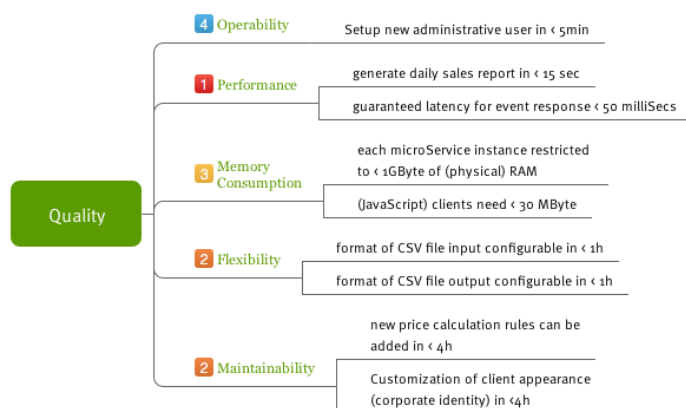 4 Operability
Setup new administrative user in < 5min
1 Performance
generate daily sales report in < 15 sec
guaranteed latency for event response < 50 milliSecs
Quality
3 Memory
Consumption
each microService instance restricted
to < 1GByte of (physical) RAM
(JavaScript) clients need < 30 MByte
2 Flexibility
format of CSV file input configurable in < 1h
format of CSV file output configurable in < 1h
2 Maintainability
new price calculation rules can be
added in < 4h
Customization of client appearance
(corporate identity) in <4h